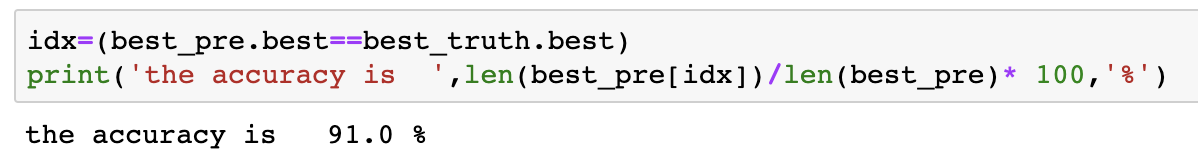 idx=(best_pre.best==best_truth.best)
print('the accuracy is  ',len(best_pre[idx])/len(best_pre)* 100,'%')
the accuracy is   91.0 %